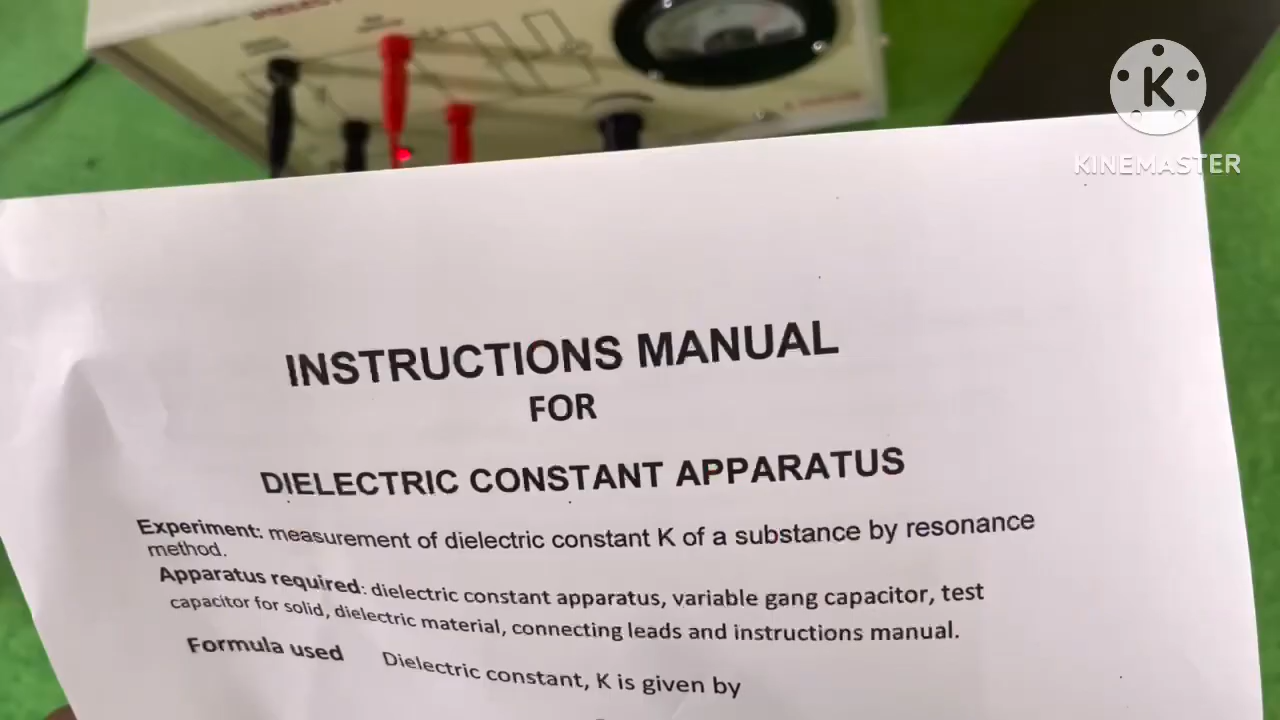 KINEMASTER
INSTRUCTIONS MANUAL
FOR
DIELECTRIC CONSTANT APPARATUS
Experiment: measurement of dielectric constant K of a substance by resonance
method.
Apparatus required: dielectric constant apparatus, variable gang capacitor, test
capacitor for solid, dielectric material, connecting leads and instructions manual.
Formula used Dielectric constant, K is given by